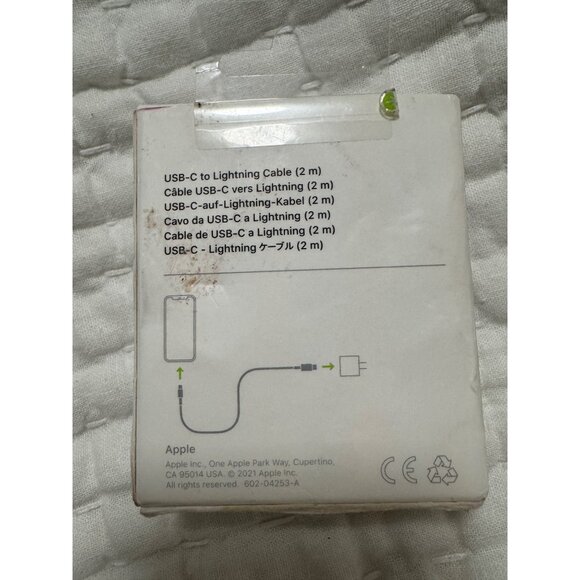 USB-C to Lightning Cable (2 m)
Câble USB-C vers Lightning (2 m)
USB-C-auf-Lightning-Kabel (2 m)
Cavo da USB-C a Lightning (2 m)
Cable de USB-C a Lightning (2 m)
USB-C - Lightning ケーブル (2 m)
Apple
Apple Inc., One Apple Park Way, Cupertino,
CA 95014 USA. © 2021 Apple Inc.
All rights reserved. 602-04253-A
CE